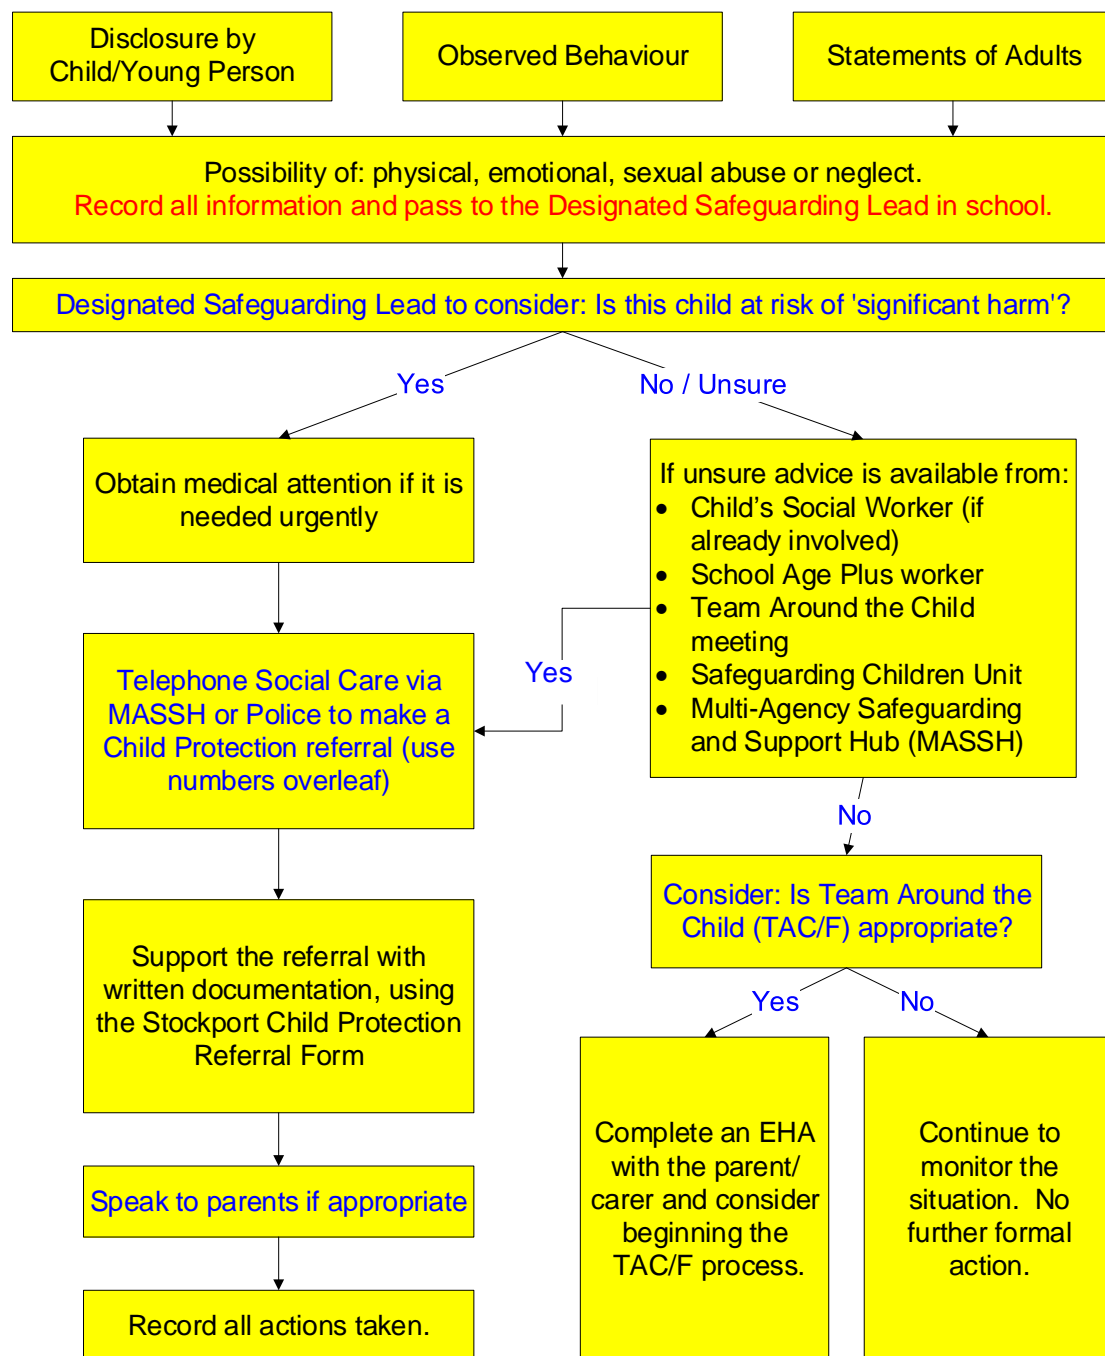 Disclosure by
Child/Young Person
Observed Behaviour
Statements of Adults
Possibility of: physical, emotional, sexual abuse or neglect.
Record all information and pass to the Designated Safeguarding Lead in school.
Designated Safeguarding Lead to consider: Is this child at risk of 'significant harm'?
Yes
No / Unsure
Obtain medical attention if it is
needed urgently
If unsure advice is available from:
• Child’s Social Worker (if
already involved)
• School Age Plus worker
• Team Around the Child
meeting
• Safeguarding Children Unit
• Multi-Agency Safeguarding
and Support Hub (MASSH)
Yes
Telephone Social Care via
MASSH or Police to make a
Child Protection referral (use
numbers overleaf)
No
Consider: Is Team Around the
Child (TAC/F) appropriate?
Support the referral with
written documentation, using
the Stockport Child Protection
Referral Form
Yes
No
Complete an EHA
with the parent/
carer and consider
beginning the
TAC/F process.
Continue to
monitor the
situation. No
further formal
action.
Speak to parents if appropriate
Record all actions taken.